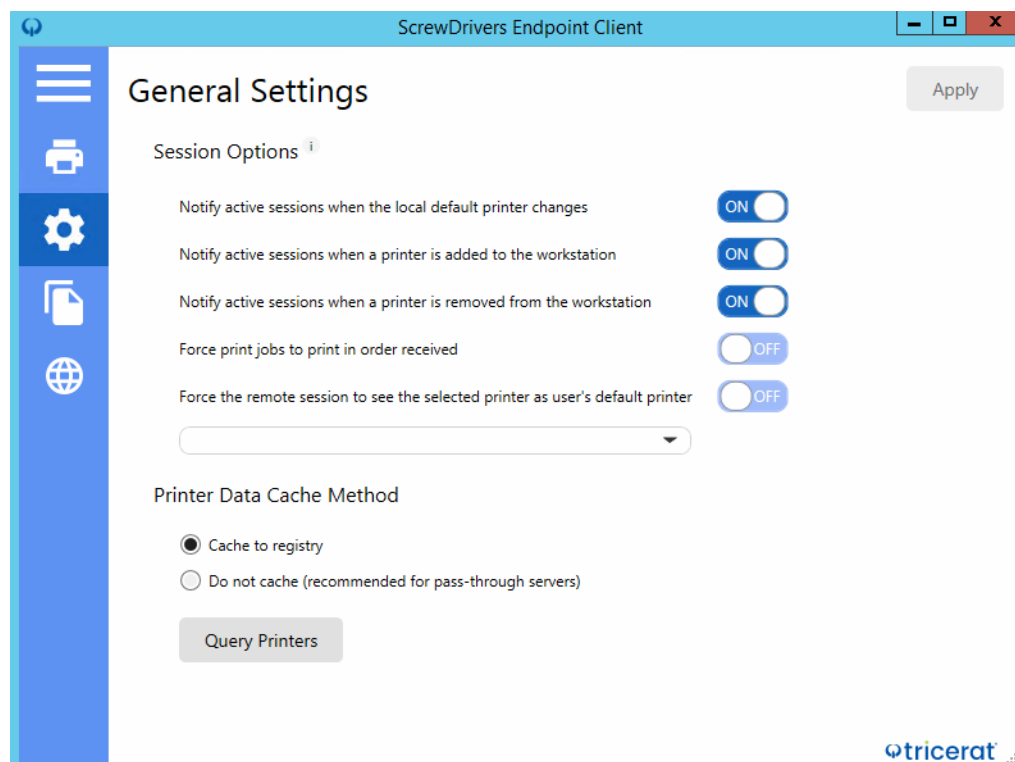 ScrewDrivers Endpoint Client
General Settings
Apply
Session Options i
Notify active sessions when the local default printer changes ON
Notify active sessions when a printer is added to the workstation ON
Notify active sessions when a printer is removed from the workstation ON
Force print jobs to print in order received OFF
Force the remote session to see the selected printer as user's default printer OFF
Printer Data Cache Method
Cache to registry
Do not cache (recommended for pass-through servers)
Query Printers
tricerat